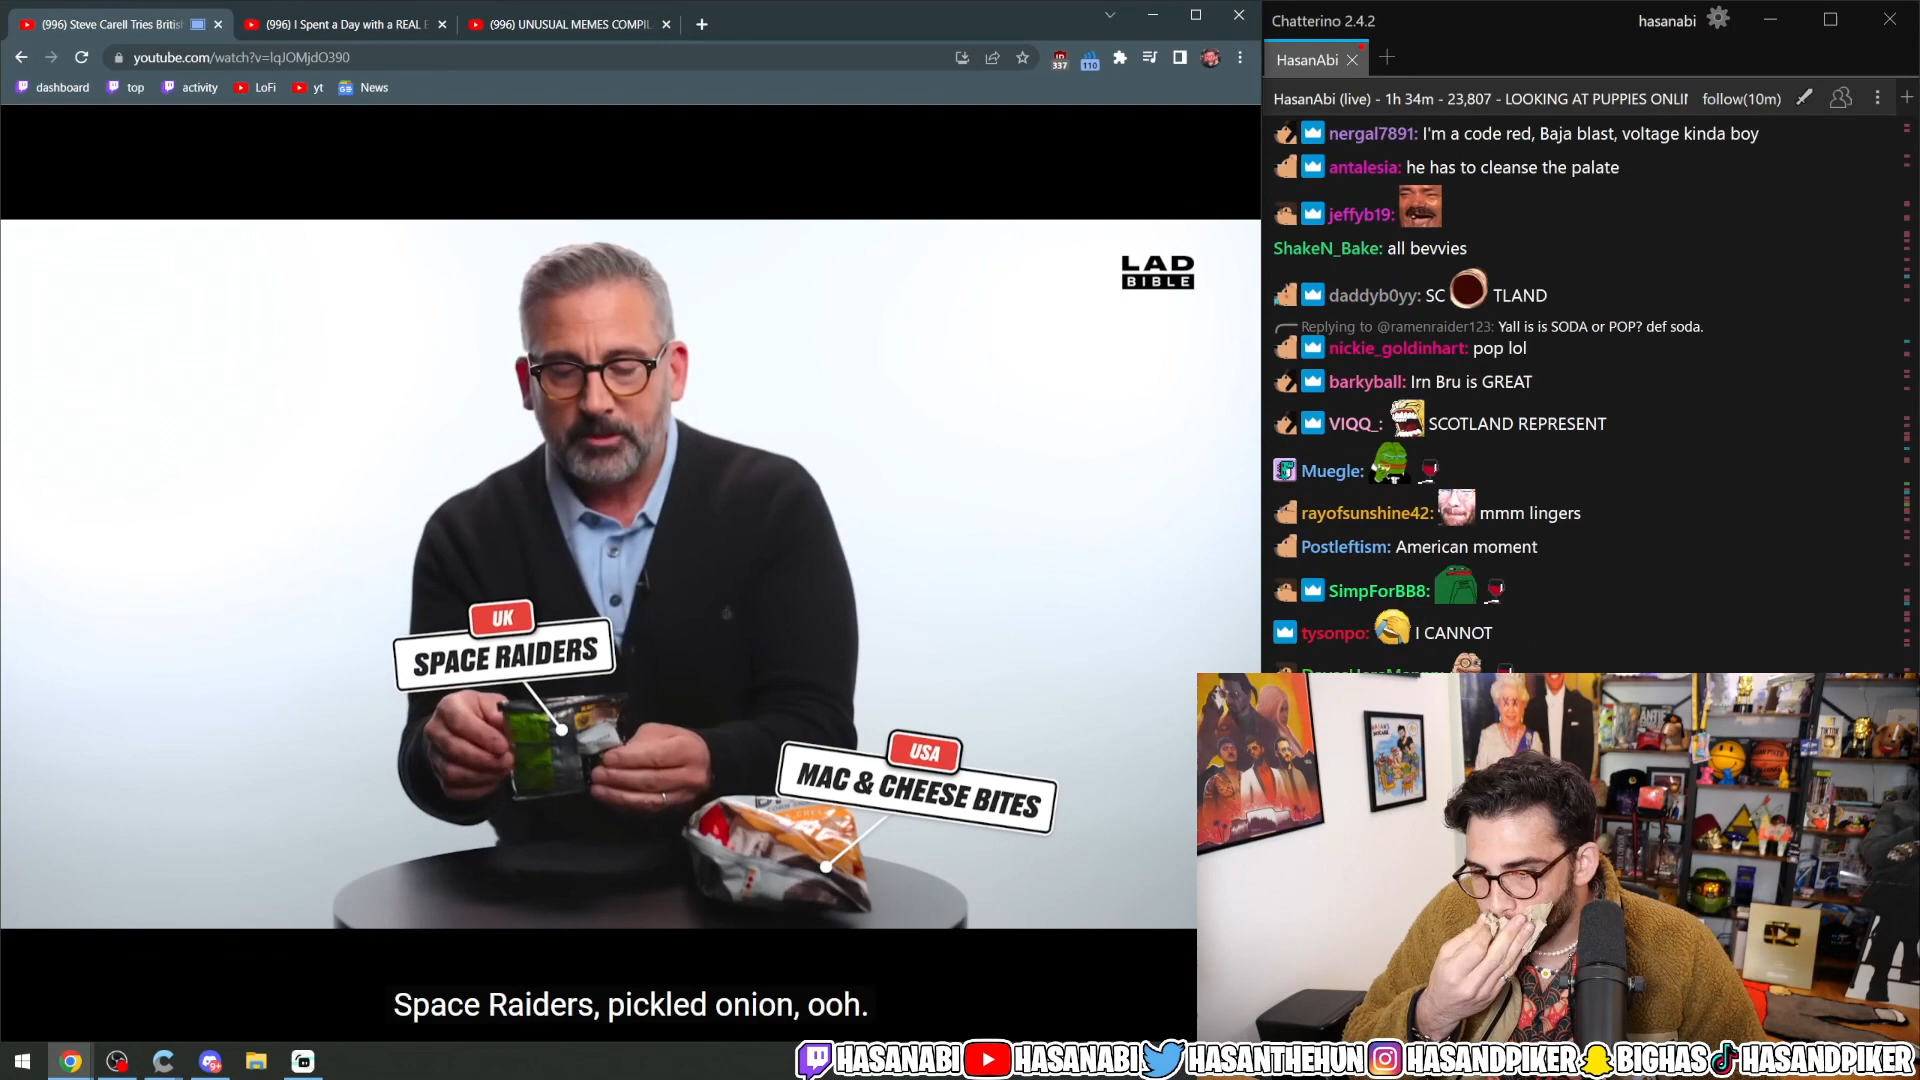 (996) Steve Carell Tries Britis
(996) I Spent a Day with a REAL E
(996) UNUSUAL MEMES COMPIL
youtube.com/watch?v=lqJOMjdO390
337
110
dashboard
top
activity
LoFi
yt
News
LAD
BIBLE
UK
SPACE RAIDERS
USA
MAC & CHEESE BITES
Space Raiders, pickled onion, ooh.
Chatterino 2.4.2
hasanabi
HasanAbi
HasanAbi (live) - 1h 34m - 23,807 - LOOKING AT PUPPIES ONLI
follow(10m)
nergal7891: I'm a code red, Baja blast, voltage kinda boy
antalesia: he has to cleanse the palate
jeffyb19:
ShakeN_Bake: all bevvies
daddyb0yy: SC TLAND
Replying to @ramenraider123: Yall is is SODA or POP? def soda.
nickie_goldinhart: pop lol
barkyball: Irn Bru is GREAT
VIQQ_: SCOTLAND REPRESENT
Muegle:
rayofsunshine42: mmm lingers
Postleftism: American moment
SimpForBB8:
tysonpo: I CANNOT
HASANABI HASANABI HASANTHEHUN HASANDPIKER BIGHAS HASANDPIKER